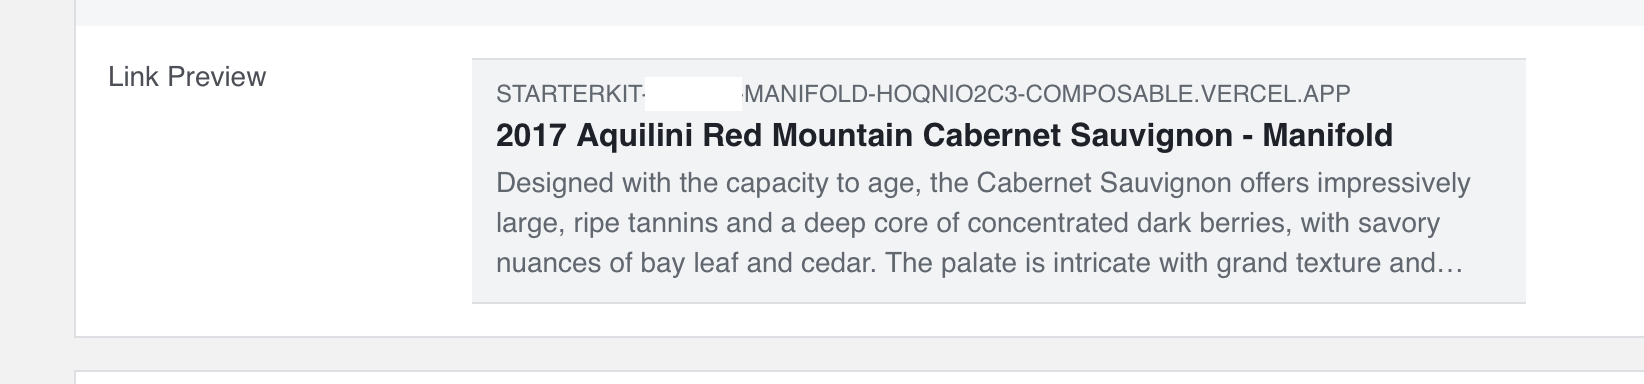 Link Preview
STARTERKIT- -MANIFOLD-HOQNIO2C3-COMPOSABLE.VERCEL.APP
2017 Aquilini Red Mountain Cabernet Sauvignon - Manifold
Designed with the capacity to age, the Cabernet Sauvignon offers impressively
large, ripe tannins and a deep core of concentrated dark berries, with savory
nuances of bay leaf and cedar. The palate is intricate with grand texture and…